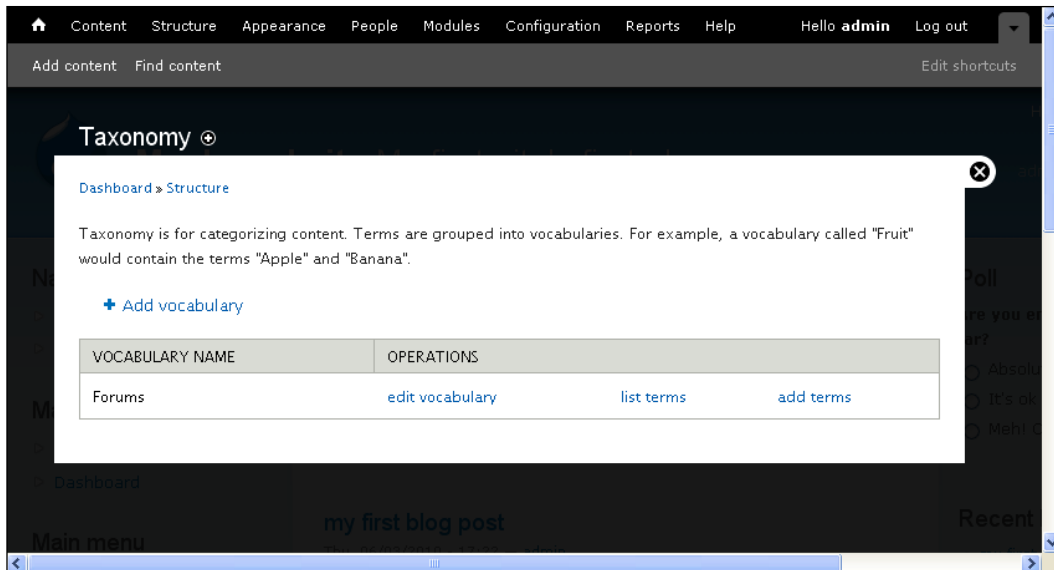 Content Structure Appearance People Modules Configuration Reports Help Hello admin Log out
Add content Find content Edit shortcuts
Taxonomy
Dashboard » Structure
Taxonomy is for categorizing content. Terms are grouped into vocabularies. For example, a vocabulary called "Fruit"
would contain the terms "Apple" and "Banana".
Add vocabulary
VOCABULARY NAME OPERATIONS
Forums edit vocabulary list terms add terms
Poll
Dashboard
my first blog post
Recent
Main menu